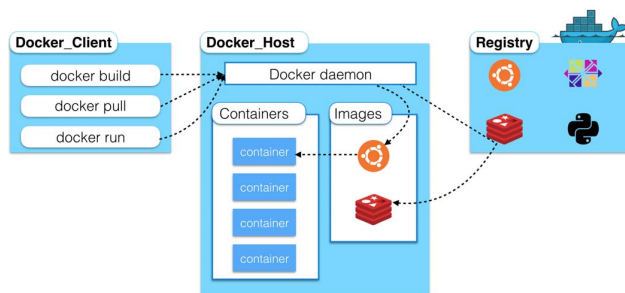 Docker_Client
docker build
docker pull
docker run
Docker_Host
Docker daemon
Containers
container
container
container
container
Images
Registry